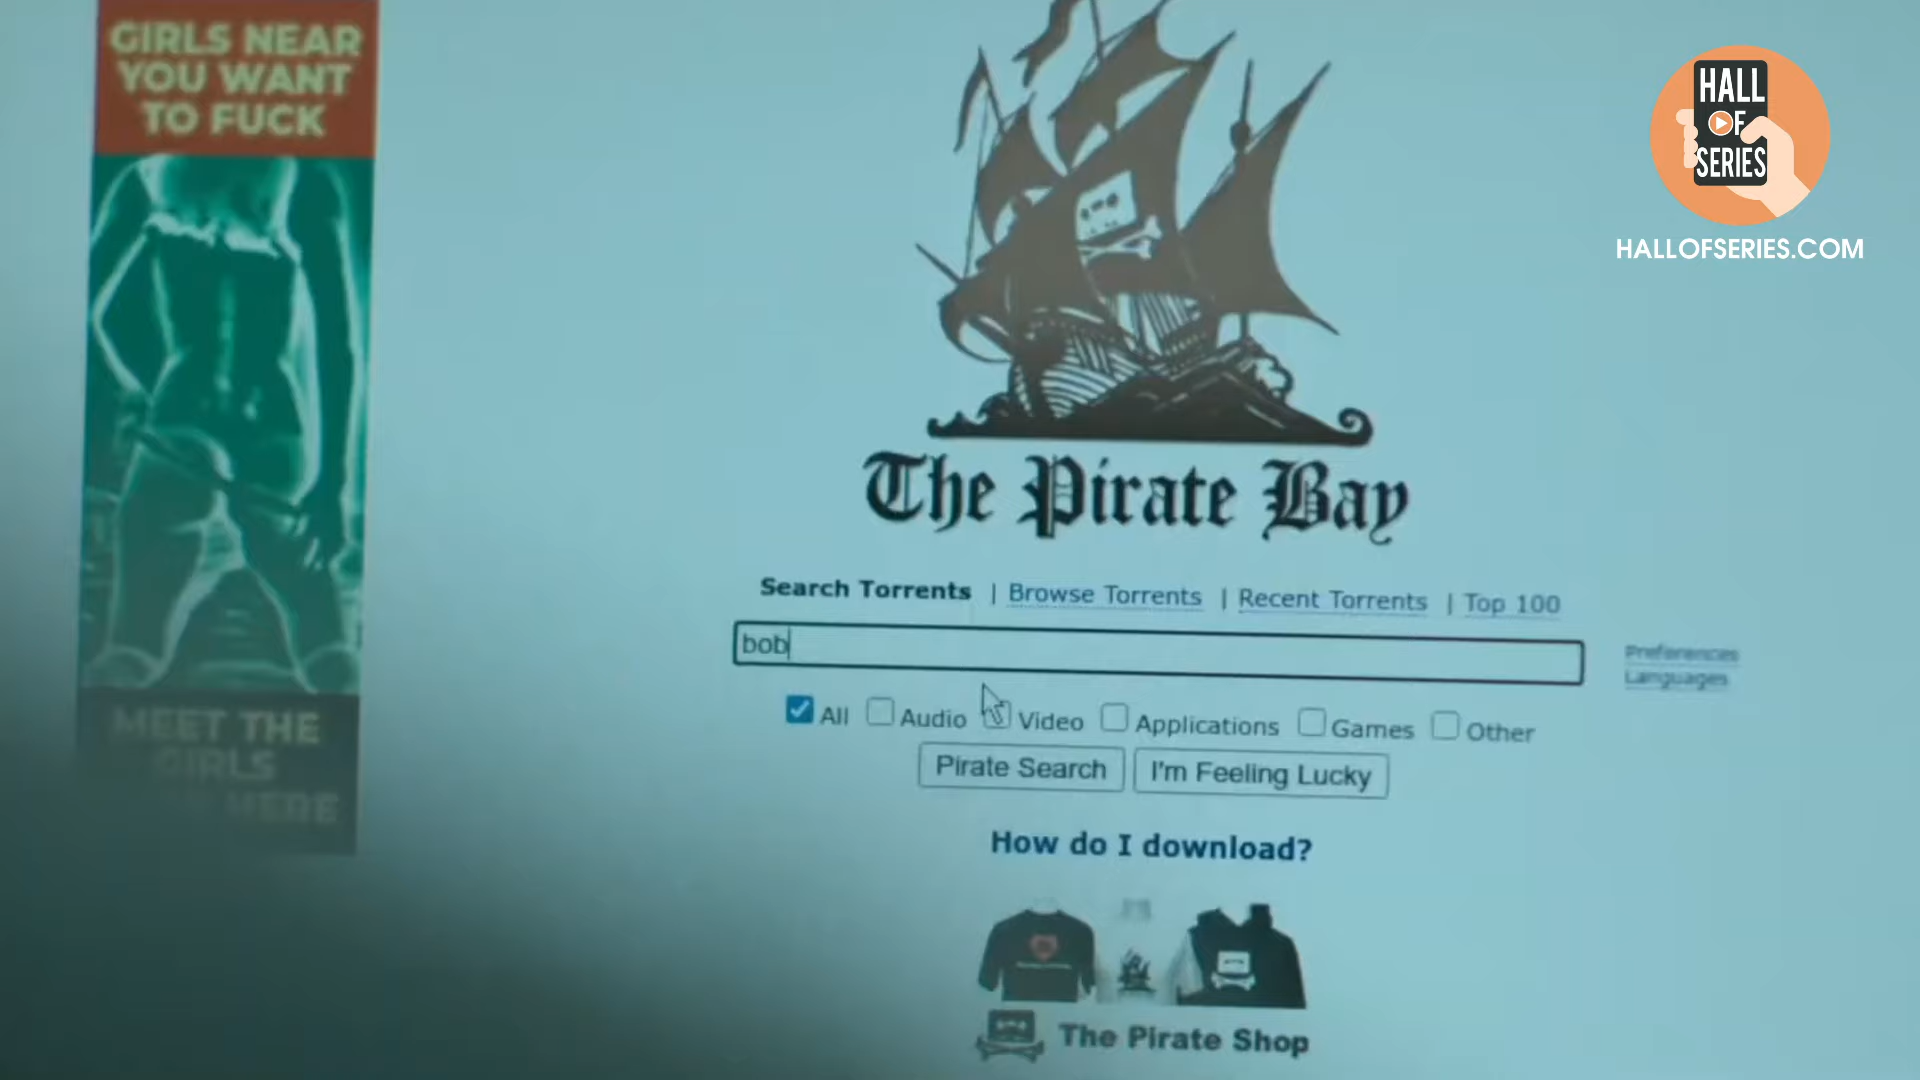 GIRLS NEAR
YOU WANT
TO FUCK
MEET THE
GIRLS
HERE
HALL
OF
SERIES
HALLOFSERIES.COM
The Pirate Bay
Search Torrents | Browse Torrents | Recent Torrents | Top 100
bob
Preferences
Languages
All Audio Video Applications Games Other
Pirate Search I'm Feeling Lucky
How do I download?
The Pirate Shop